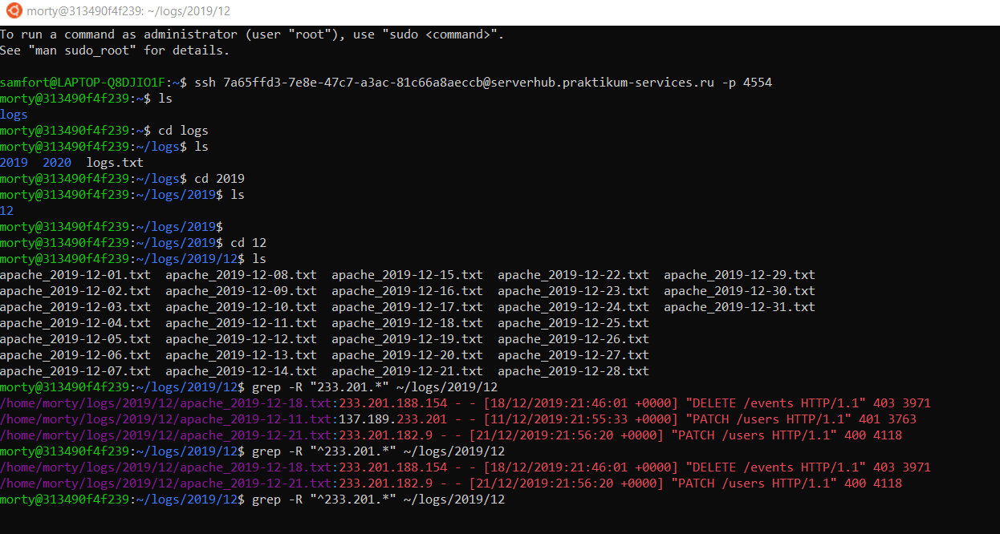 morty@313490f4f239: ~/logs/2019/12
To run a command as administrator (user "root"), use "sudo <command>".
See "man sudo_root" for details.
samfort@LAPTOP-Q8DJIO1F:~$ ssh 7a65ffd3-7e8e-47c7-a3ac-81c66a8aeccb@serverhub.praktikum-services.ru -p 4554
morty@313490f4f239:~$ ls
logs
morty@313490f4f239:~$ cd logs
morty@313490f4f239:~/logs$ ls
2019  2020  logs.txt
morty@313490f4f239:~/logs$ cd 2019
morty@313490f4f239:~/logs/2019$ ls
12
morty@313490f4f239:~/logs/2019$
morty@313490f4f239:~/logs/2019$ cd 12
morty@313490f4f239:~/logs/2019/12$ ls
apache_2019-12-01.txt  apache_2019-12-08.txt  apache_2019-12-15.txt  apache_2019-12-22.txt  apache_2019-12-29.txt
apache_2019-12-02.txt  apache_2019-12-09.txt  apache_2019-12-16.txt  apache_2019-12-23.txt  apache_2019-12-30.txt
apache_2019-12-03.txt  apache_2019-12-10.txt  apache_2019-12-17.txt  apache_2019-12-24.txt  apache_2019-12-31.txt
apache_2019-12-04.txt  apache_2019-12-11.txt  apache_2019-12-18.txt  apache_2019-12-25.txt
apache_2019-12-05.txt  apache_2019-12-12.txt  apache_2019-12-19.txt  apache_2019-12-26.txt
apache_2019-12-06.txt  apache_2019-12-13.txt  apache_2019-12-20.txt  apache_2019-12-27.txt
apache_2019-12-07.txt  apache_2019-12-14.txt  apache_2019-12-21.txt  apache_2019-12-28.txt
morty@313490f4f239:~/logs/2019/12$ grep -R "233.201.*" ~/logs/2019/12
/home/morty/logs/2019/12/apache_2019-12-18.txt:233.201.188.154 - - [18/12/2019:21:46:01 +0000] "DELETE /events HTTP/1.1" 403 3971
/home/morty/logs/2019/12/apache_2019-12-11.txt:137.189.233.201 - - [11/12/2019:21:55:33 +0000] "PATCH /users HTTP/1.1" 401 3763
/home/morty/logs/2019/12/apache_2019-12-21.txt:233.201.182.9 - - [21/12/2019:21:56:20 +0000] "PATCH /users HTTP/1.1" 400 4118
morty@313490f4f239:~/logs/2019/12$ grep -R "^233.201.*" ~/logs/2019/12
/home/morty/logs/2019/12/apache_2019-12-18.txt:233.201.188.154 - - [18/12/2019:21:46:01 +0000] "DELETE /events HTTP/1.1" 403 3971
/home/morty/logs/2019/12/apache_2019-12-21.txt:233.201.182.9 - - [21/12/2019:21:56:20 +0000] "PATCH /users HTTP/1.1" 400 4118
morty@313490f4f239:~/logs/2019/12$ grep -R "^233.201.*" ~/logs/2019/12